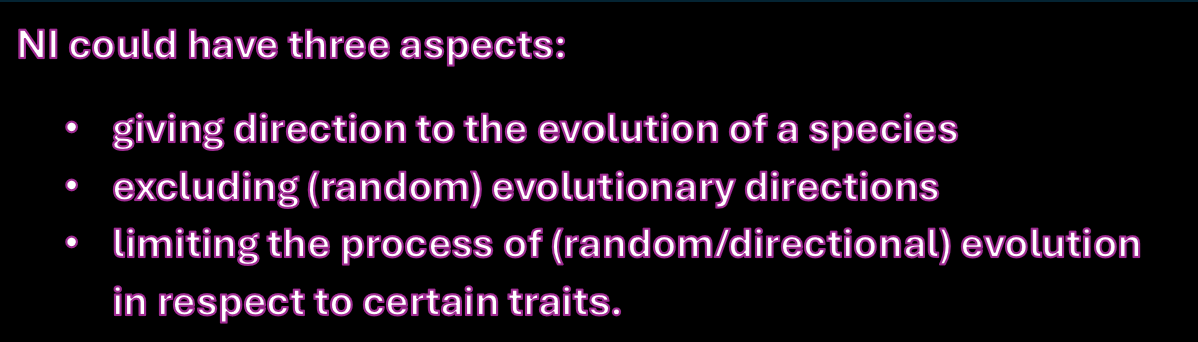 NI could have three aspects:
• giving direction to the evolution of a species
• excluding (random) evolutionary directions
• limiting the process of (random/directional) evolution
in respect to certain traits.